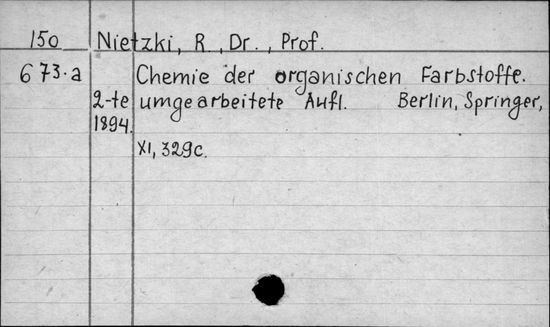 150 Nietzki, R., Dr., Prof.
673.a Chemie der organischen Farbstoffe.
2-te umgearbeitete Aufl. Berlin, Springer,
1894.
XI, 329c.